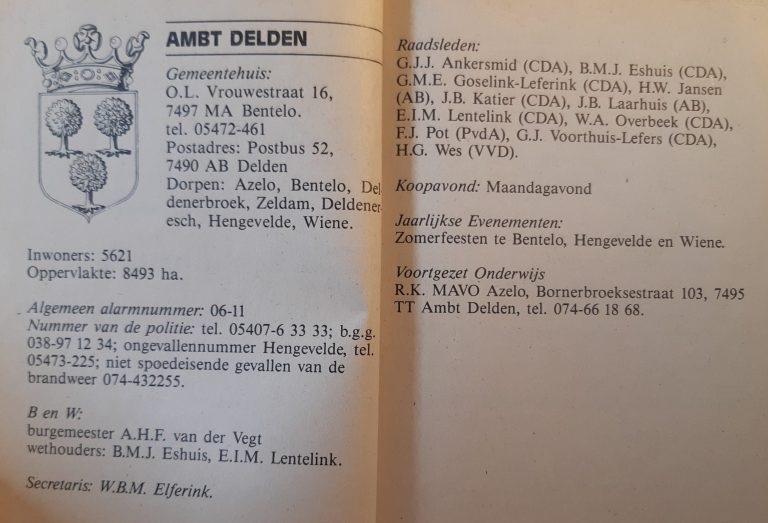 AMBT DELDEN
Gemeentehuis:
O.L. Vrouwestraat 16,
7497 MA Bentelo.
tel. 05472-461
Postadres: Postbus 52,
7490 AB Delden
Dorpen: Azelo, Bentelo, Del-
denerbroek, Zeldam, Deldener-
esch, Hengevelde, Wiene.
Inwoners: 5621
Oppervlakte: 8493 ha.
Algemeen alarmnummer: 06-11
Nummer van de politie: tel. 05407-6 33 33; b.g.g.
038-97 12 34; ongevallennummer Hengevelde, tel.
05473-225; niet spoedeisende gevallen van de
brandweer 074-432255.
B en W:
burgemeester A.H.F. van der Vegt
wethouders: B.M.J. Eshuis, E.I.M. Lentelink.
Secretaris: W.B.M. Elferink.
Raadsleden:
G.J.J. Ankersmid (CDA), B.M.J. Eshuis (CDA),
G.M.E. Goselink-Leferink (CDA), H.W. Jansen
(AB), J.B. Katier (CDA), J.B. Laarhuis (AB),
E.I.M. Lentelink (CDA), W.A. Overbeek (CDA),
F.J. Pot (PvdA), G.J. Voorthuis-Lefers (CDA),
H.G. Wes (VVD).
Koopavond: Maandagavond
Jaarlijkse Evenementen:
Zomerfeesten te Bentelo, Hengevelde en Wiene.
Voortgezet Onderwijs
R.K. MAVO Azelo, Bornerbroeksestraat 103, 7495
TT Ambt Delden, tel. 074-66 18 68.